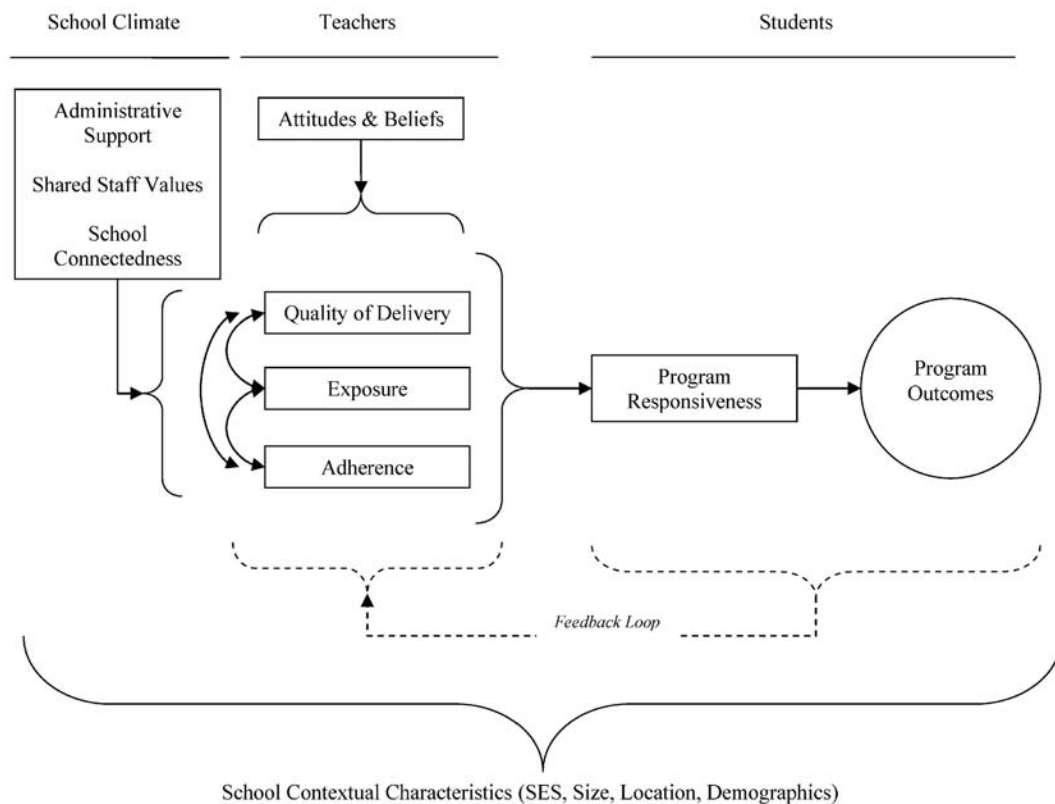 School Climate
Teachers
Students
Administrative
Support
Shared Staff Values
School
Connectedness
Attitudes & Beliefs
Quality of Delivery
Exposure
Adherence
Program
Responsiveness
Program
Outcomes
Feedback Loop
School Contextual Characteristics (SES, Size, Location, Demographics)